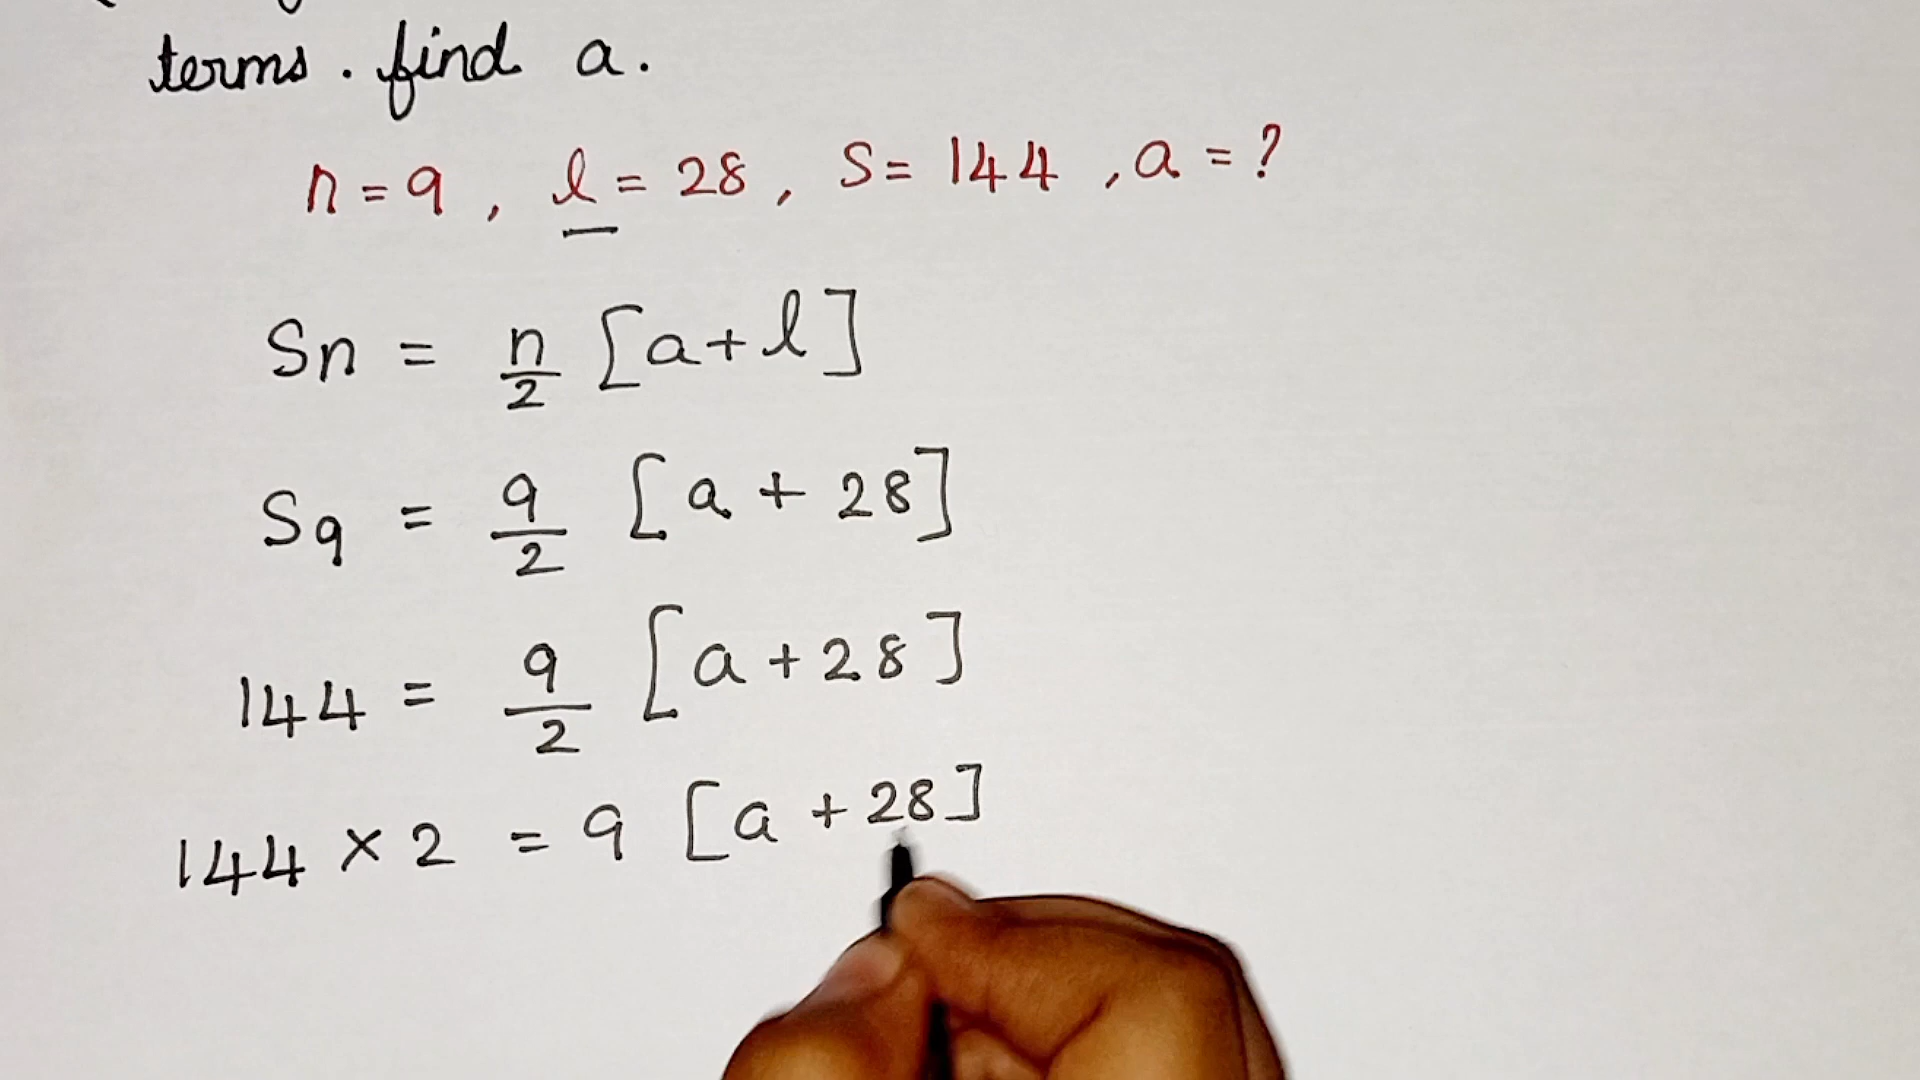 terms. find a.
n = 9, l = 28, S = 144, a = ?
Sn = n/2 [a+l]
S9 = 9/2 [a + 28]
144 = 9/2 [a + 28]
144 × 2 = 9 [a + 28]